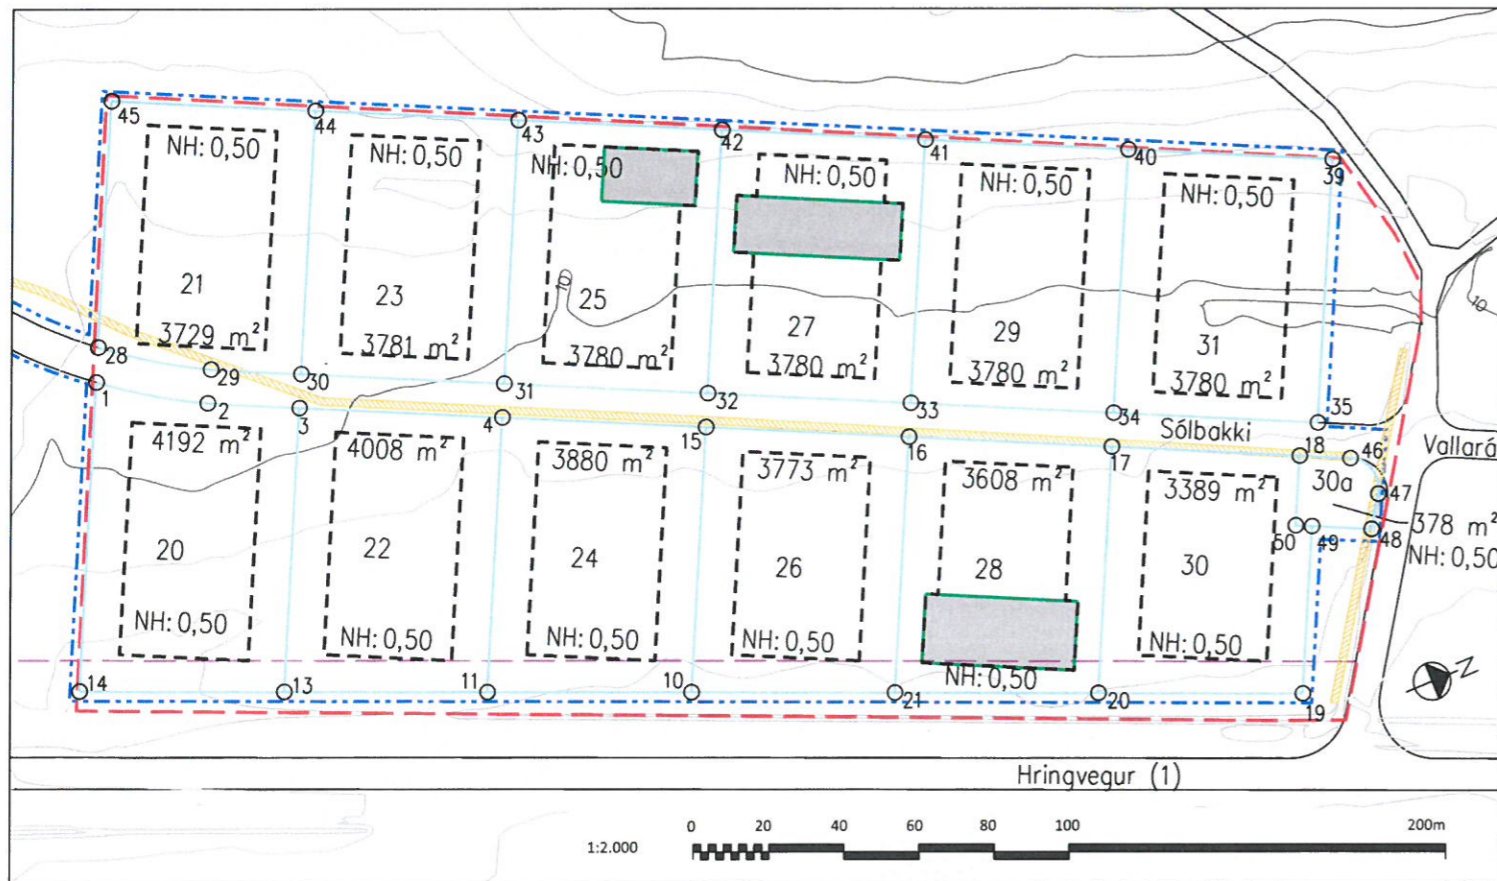 45
44
43
42
41
40
39
NH: 0,50
NH: 0,50
NH: 0,50
NH: 0,50
NH: 0,50
NH: 0,50
21
23
25
27
29
31
10
10
3729 m²
3781 m²
3780 m²
3780 m²
3780 m²
3780 m²
28
29
30
31
32
33
34
35
1
2
3
4
15
16
17
18
46
Sólbakki
Vallará
30a
47
4192 m²
4008 m²
3880 m²
3773 m²
3608 m²
3389 m²
378 m²
50
49
48
NH: 0,50
20
22
24
26
28
30
NH: 0,50
NH: 0,50
NH: 0,50
NH: 0,50
NH: 0,50
NH: 0,50
N
14
13
11
10
21
20
19
Hringvegur (1)
0 20 40 60 80 100 200m
1:2.000